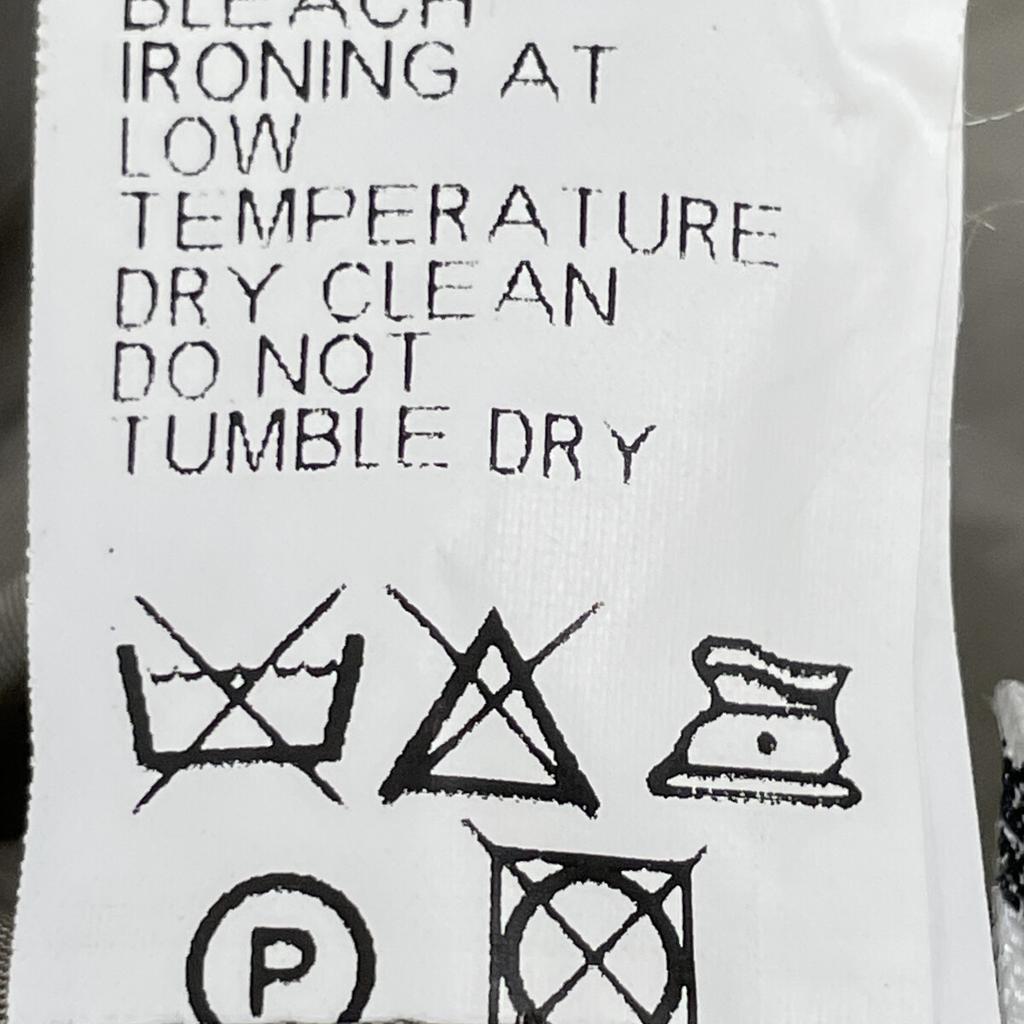 BLEACH
IRONING AT
LOW
TEMPERATURE
DRY CLEAN
DO NOT
TUMBLE DRY
P